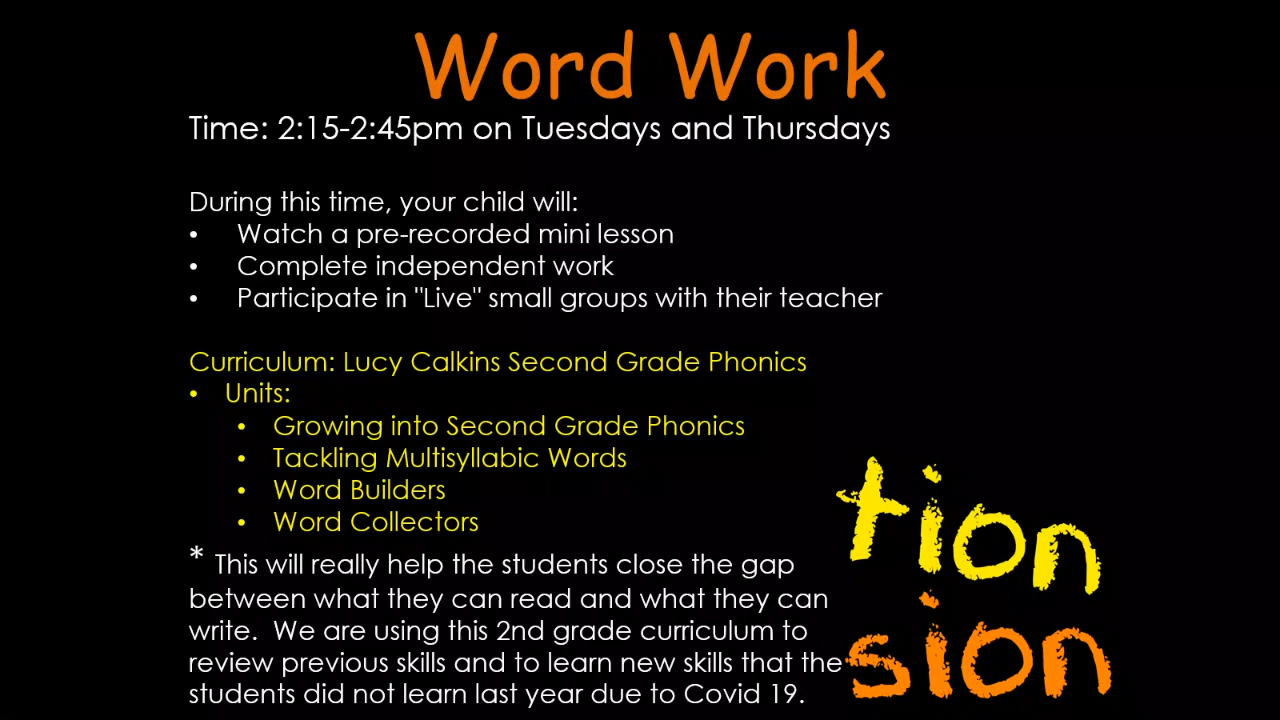 Word Work
Time: 2:15-2:45pm on Tuesdays and Thursdays
During this time, your child will:
• Watch a pre-recorded mini lesson
• Complete independent work
• Participate in "Live" small groups with their teacher
Curriculum: Lucy Calkins Second Grade Phonics
• Units:
• Growing into Second Grade Phonics
• Tackling Multisyllabic Words
• Word Builders
• Word Collectors
* This will really help the students close the gap
between what they can read and what they can
write. We are using this 2nd grade curriculum to
review previous skills and to learn new skills that the
students did not learn last year due to Covid 19.
tion
sion